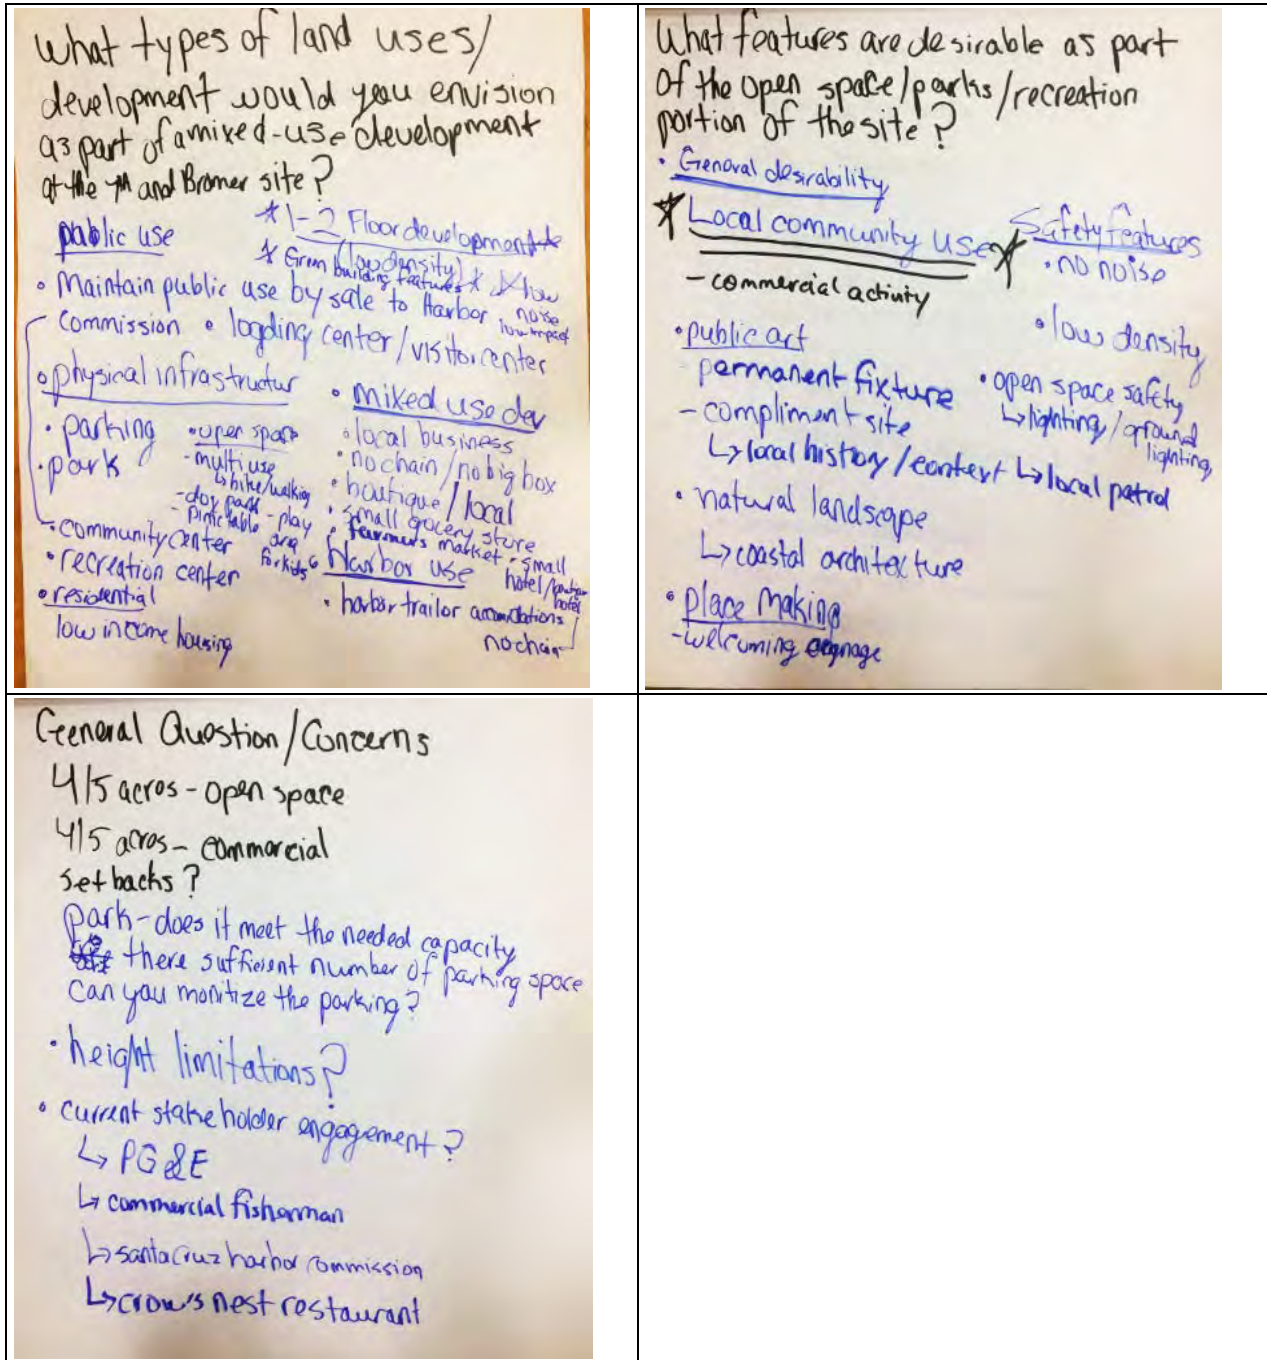 What types of land uses/
development would you envision
as part of a mixed-use development
at the 7th and Brommer site?
public use
* 1-2 Floor development *
(low density) *
* Green building features * low
noise
low impact
• Maintain public use by sale to Harbor
commission • loading center/visitor center
• physical infrastructur
• parking
• park
• open space
- multi use
↳ bike/walking
- dog park - play
area
for kids
- picnic table
• community center
• recreation center
• residential
low income housing
• mixed use dev
• local business
• no chain/no big box
• boutique/local
• small grocery store
• farmers market • small
hotel/boutique
hotel
• Harbor use
• harbor trailor accomodations
no chain
What features are desirable as part
of the open space/parks/recreation
portion of the site?
• General desirability
* Local community use *
- commercial activity
• public art
- permanent fixture
- compliment site
↳ local history/context
• natural landscape
↳ coastal architexture
• place making
- welcoming signage
Safety features
• no noise
• low density
• open space safety
↳ lighting/ground
lighting
↳ local patrol
General Question/Concerns
4/5 acres - open space
4/5 acres - commercial
setbacks?
park - does it meet the needed capacity
there sufficient number of parking space
can you monitize the parking?
• height limitations?
• current stakeholder engagement?
↳ PG&E
↳ commercial fisherman
↳ santa cruz harbor commission
↳ crow's nest restaurant